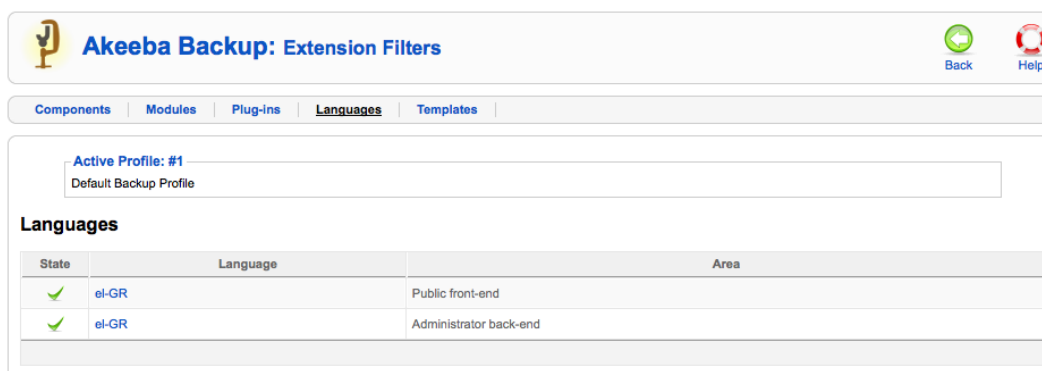 Akeeba Backup: Extension Filters
Back
Help
Components Modules Plug-ins Languages Templates
Active Profile: #1
Default Backup Profile
Languages
State Language Area
el-GR Public front-end
el-GR Administrator back-end